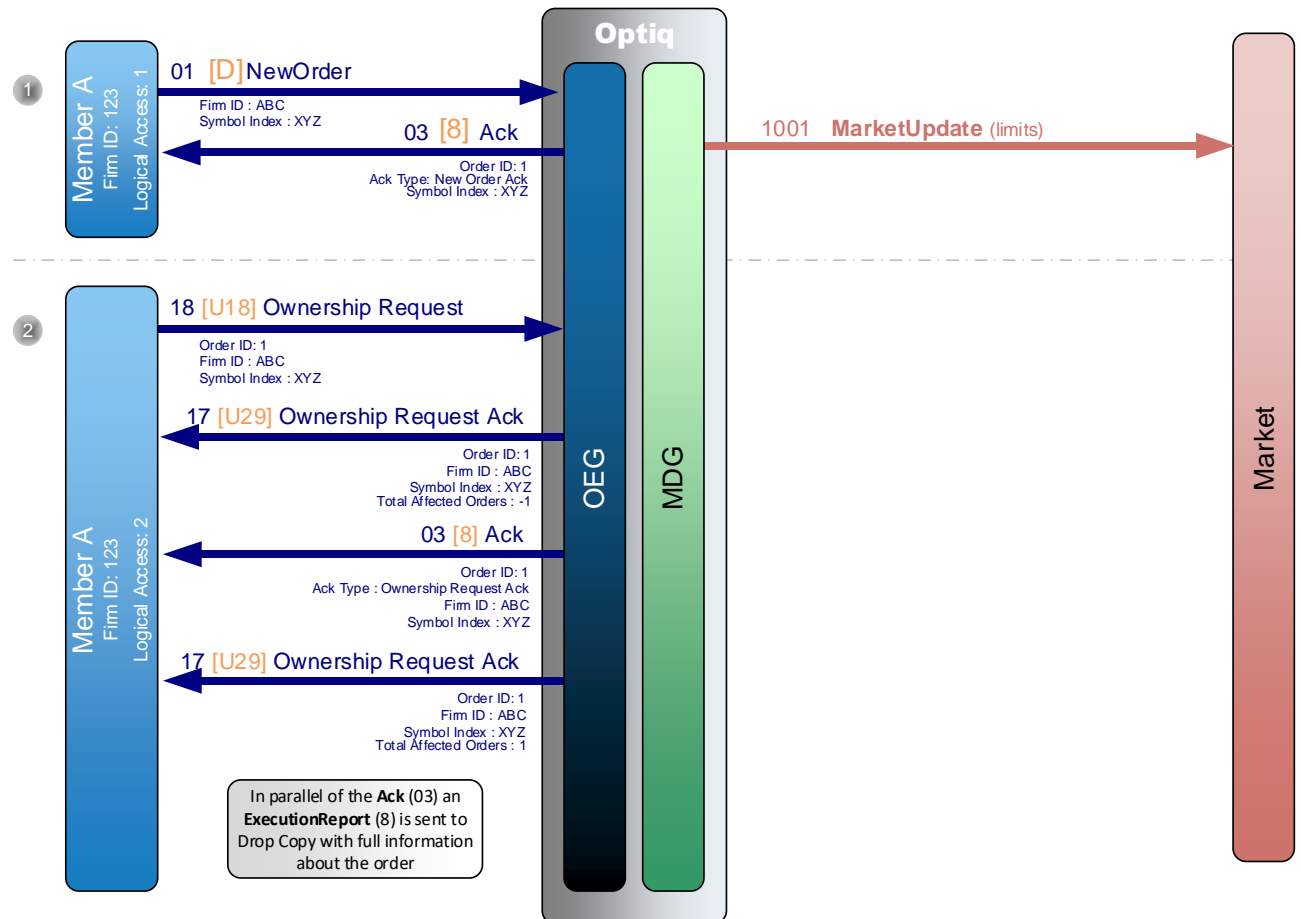 Optiq
1
Member A
Firm ID: 123
Logical Access: 1
01 [D] NewOrder
Firm ID : ABC
Symbol Index : XYZ
03 [8] Ack
Order ID: 1
Ack Type: New Order Ack
Symbol Index : XYZ
1001 MarketUpdate (limits)
2
Member A
Firm ID: 123
Logical Access: 2
18 [U18] Ownership Request
Order ID: 1
Firm ID : ABC
Symbol Index : XYZ
17 [U29] Ownership Request Ack
Order ID: 1
Firm ID : ABC
Symbol Index : XYZ
Total Affected Orders : -1
03 [8] Ack
Order ID: 1
Ack Type : Ownership Request Ack
Firm ID : ABC
Symbol Index : XYZ
17 [U29] Ownership Request Ack
Order ID: 1
Firm ID : ABC
Symbol Index : XYZ
Total Affected Orders : 1
OEG
MDG
Market
In parallel of the Ack (03) an
ExecutionReport (8) is sent to
Drop Copy with full information
about the order